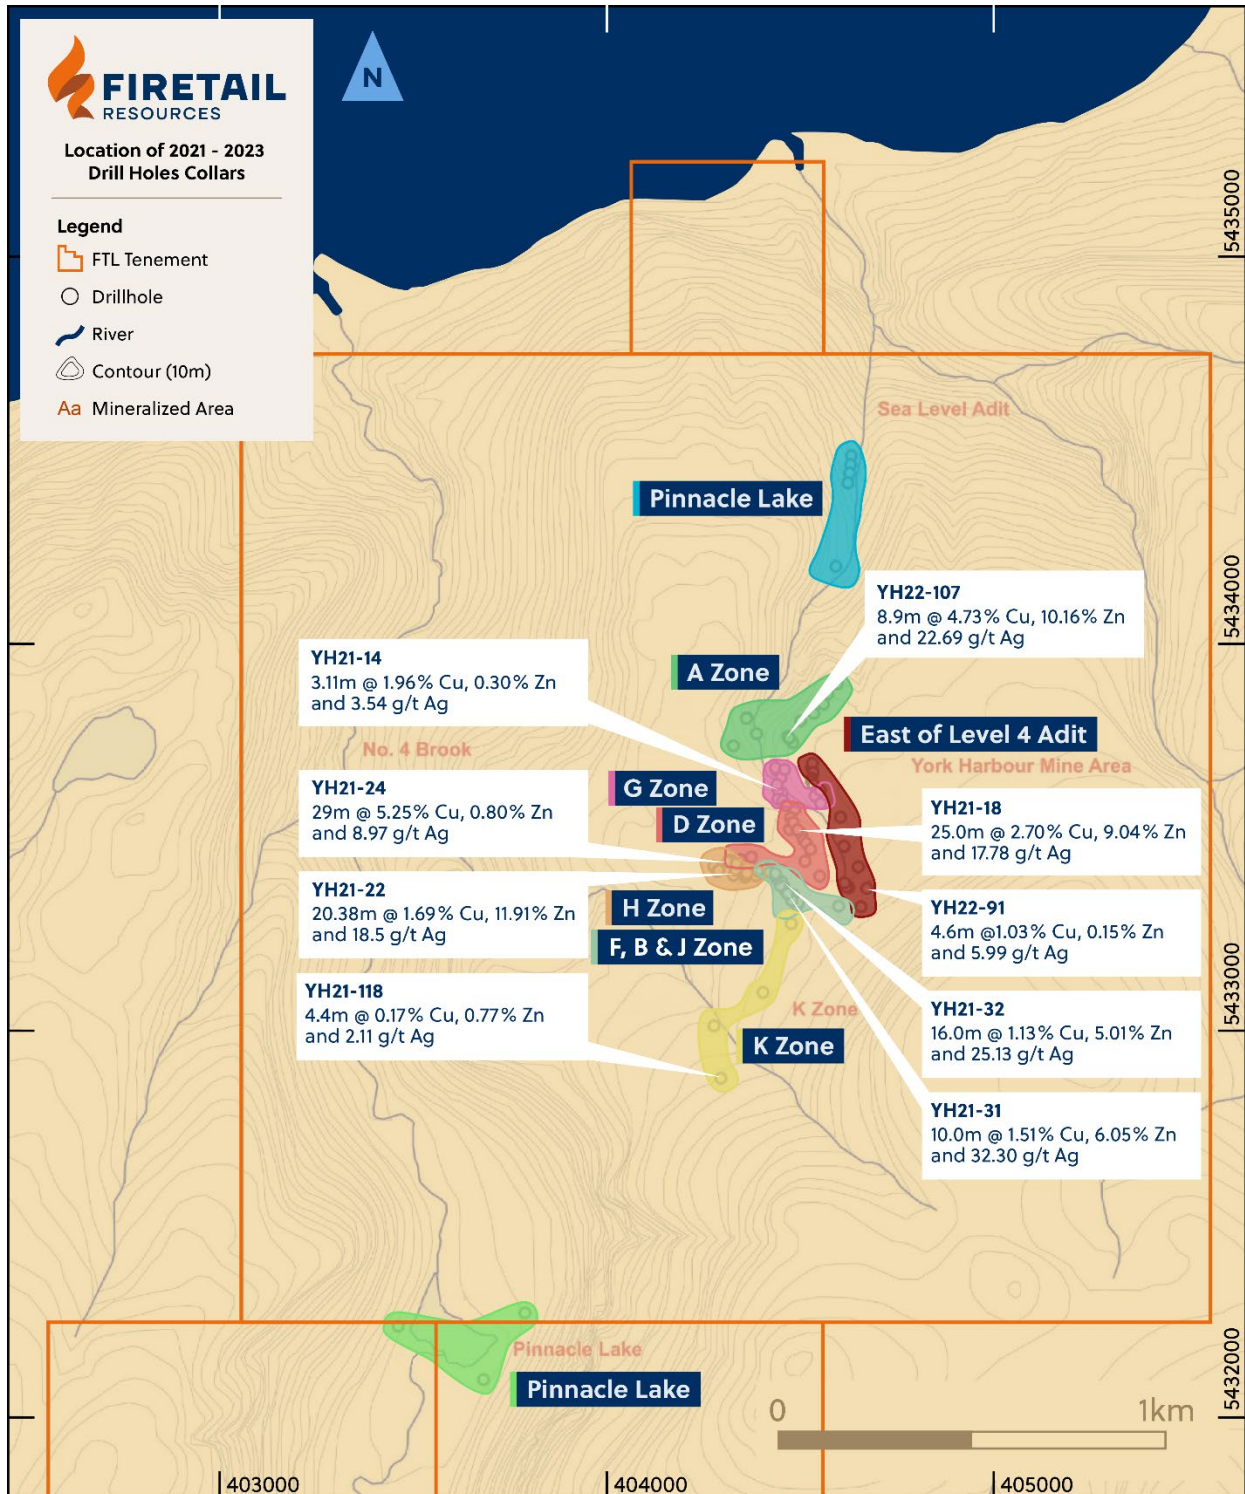 FIRETAIL
RESOURCES
Location of 2021 - 2023
Drill Holes Collars
Legend
FTL Tenement
Drillhole
River
Contour (10m)
Aa Mineralized Area
N
5435000
Sea Level Adit
Pinnacle Lake
YH22-107
8.9m @ 4.73% Cu, 10.16% Zn
and 22.69 g/t Ag
5434000
YH21-14
3.11m @ 1.96% Cu, 0.30% Zn
and 3.54 g/t Ag
A Zone
East of Level 4 Adit
No. 4 Brook
York Harbour Mine Area
YH21-24
29m @ 5.25% Cu, 0.80% Zn
and 8.97 g/t Ag
G Zone
D Zone
YH21-18
25.0m @ 2.70% Cu, 9.04% Zn
and 17.78 g/t Ag
YH21-22
20.38m @ 1.69% Cu, 11.91% Zn
and 18.5 g/t Ag
H Zone
F, B & J Zone
YH22-91
4.6m @1.03% Cu, 0.15% Zn
and 5.99 g/t Ag
YH21-118
4.4m @ 0.17% Cu, 0.77% Zn
and 2.11 g/t Ag
K Zone
K Zone
YH21-32
16.0m @ 1.13% Cu, 5.01% Zn
and 25.13 g/t Ag
5433000
YH21-31
10.0m @ 1.51% Cu, 6.05% Zn
and 32.30 g/t Ag
Pinnacle Lake
Pinnacle Lake
5432000
0 1km
403000 404000 405000